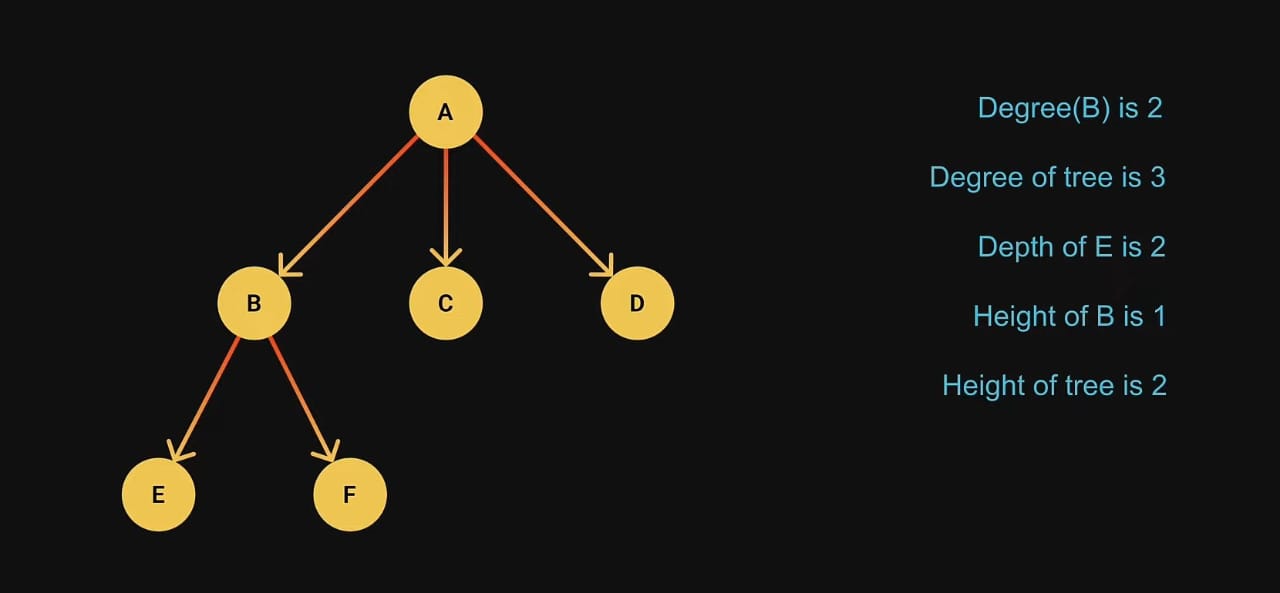 A
Degree(B) is 2
Degree of tree is 3
Depth of E is 2
B
C
D
Height of B is 1
Height of tree is 2
E
F